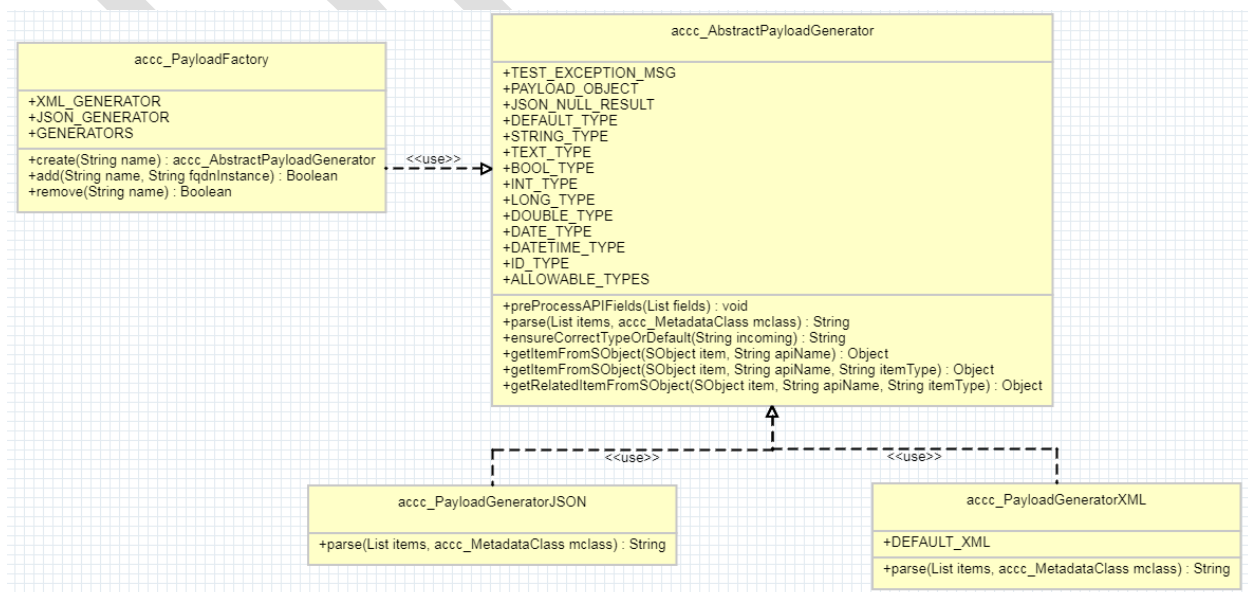 accc_PayloadFactory
+XML_GENERATOR
+JSON_GENERATOR
+GENERATORS
+create(String name) : accc_AbstractPayloadGenerator
+add(String name, String fqdnInstance) : Boolean
+remove(String name) : Boolean
<<use>>
accc_AbstractPayloadGenerator
+TEST_EXCEPTION_MSG
+PAYLOAD_OBJECT
+JSON_NULL_RESULT
+DEFAULT_TYPE
+STRING_TYPE
+TEXT_TYPE
+BOOL_TYPE
+INT_TYPE
+LONG_TYPE
+DOUBLE_TYPE
+DATE_TYPE
+DATETIME_TYPE
+ID_TYPE
+ALLOWABLE_TYPES
+preProcessAPIFields(List fields) : void
+parse(List items, accc_MetadataClass mclass) : String
+ensureCorrectTypeOrDefault(String incoming) : String
+getItemFromSObject(SObject item, String apiName) : Object
+getItemFromSObject(SObject item, String apiName, String itemType) : Object
+getRelatedItemFromSObject(SObject item, String apiName, String itemType) : Object
<<use>>
<<use>>
accc_PayloadGeneratorJSON
+parse(List items, accc_MetadataClass mclass) : String
accc_PayloadGeneratorXML
+DEFAULT_XML
+parse(List items, accc_MetadataClass mclass) : String